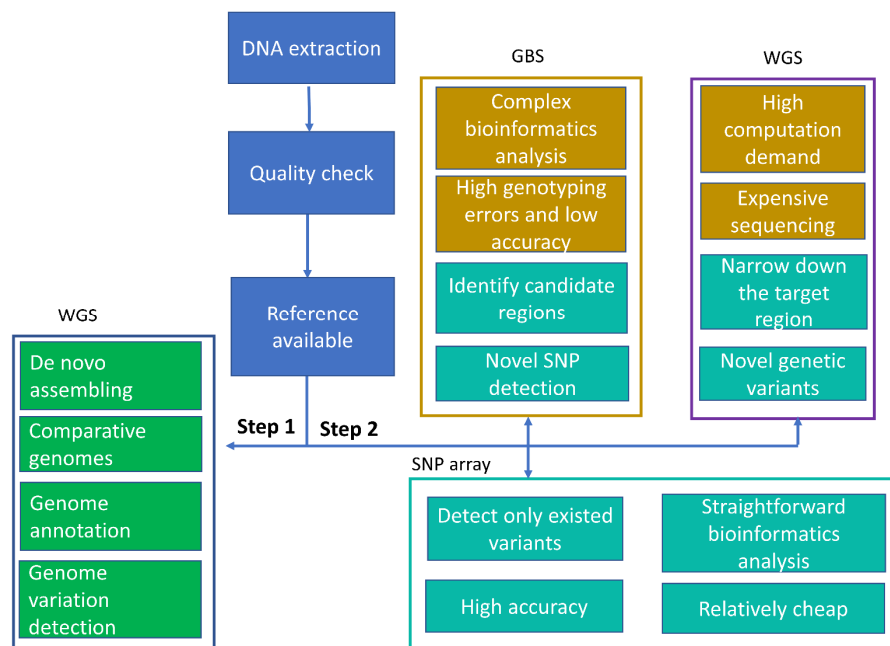 DNA extraction
Quality check
Reference
available
WGS
De novo
assembling
Comparative
genomes
Genome
annotation
Genome
variation
detection
Step 1
Step 2
GBS
Complex
bioinformatics
analysis
High genotyping
errors and low
accuracy
Identify candidate
regions
Novel SNP
detection
WGS
High
computation
demand
Expensive
sequencing
Narrow down
the target
region
Novel genetic
variants
SNP array
Detect only existed
variants
Straightforward
bioinformatics
analysis
High accuracy
Relatively cheap